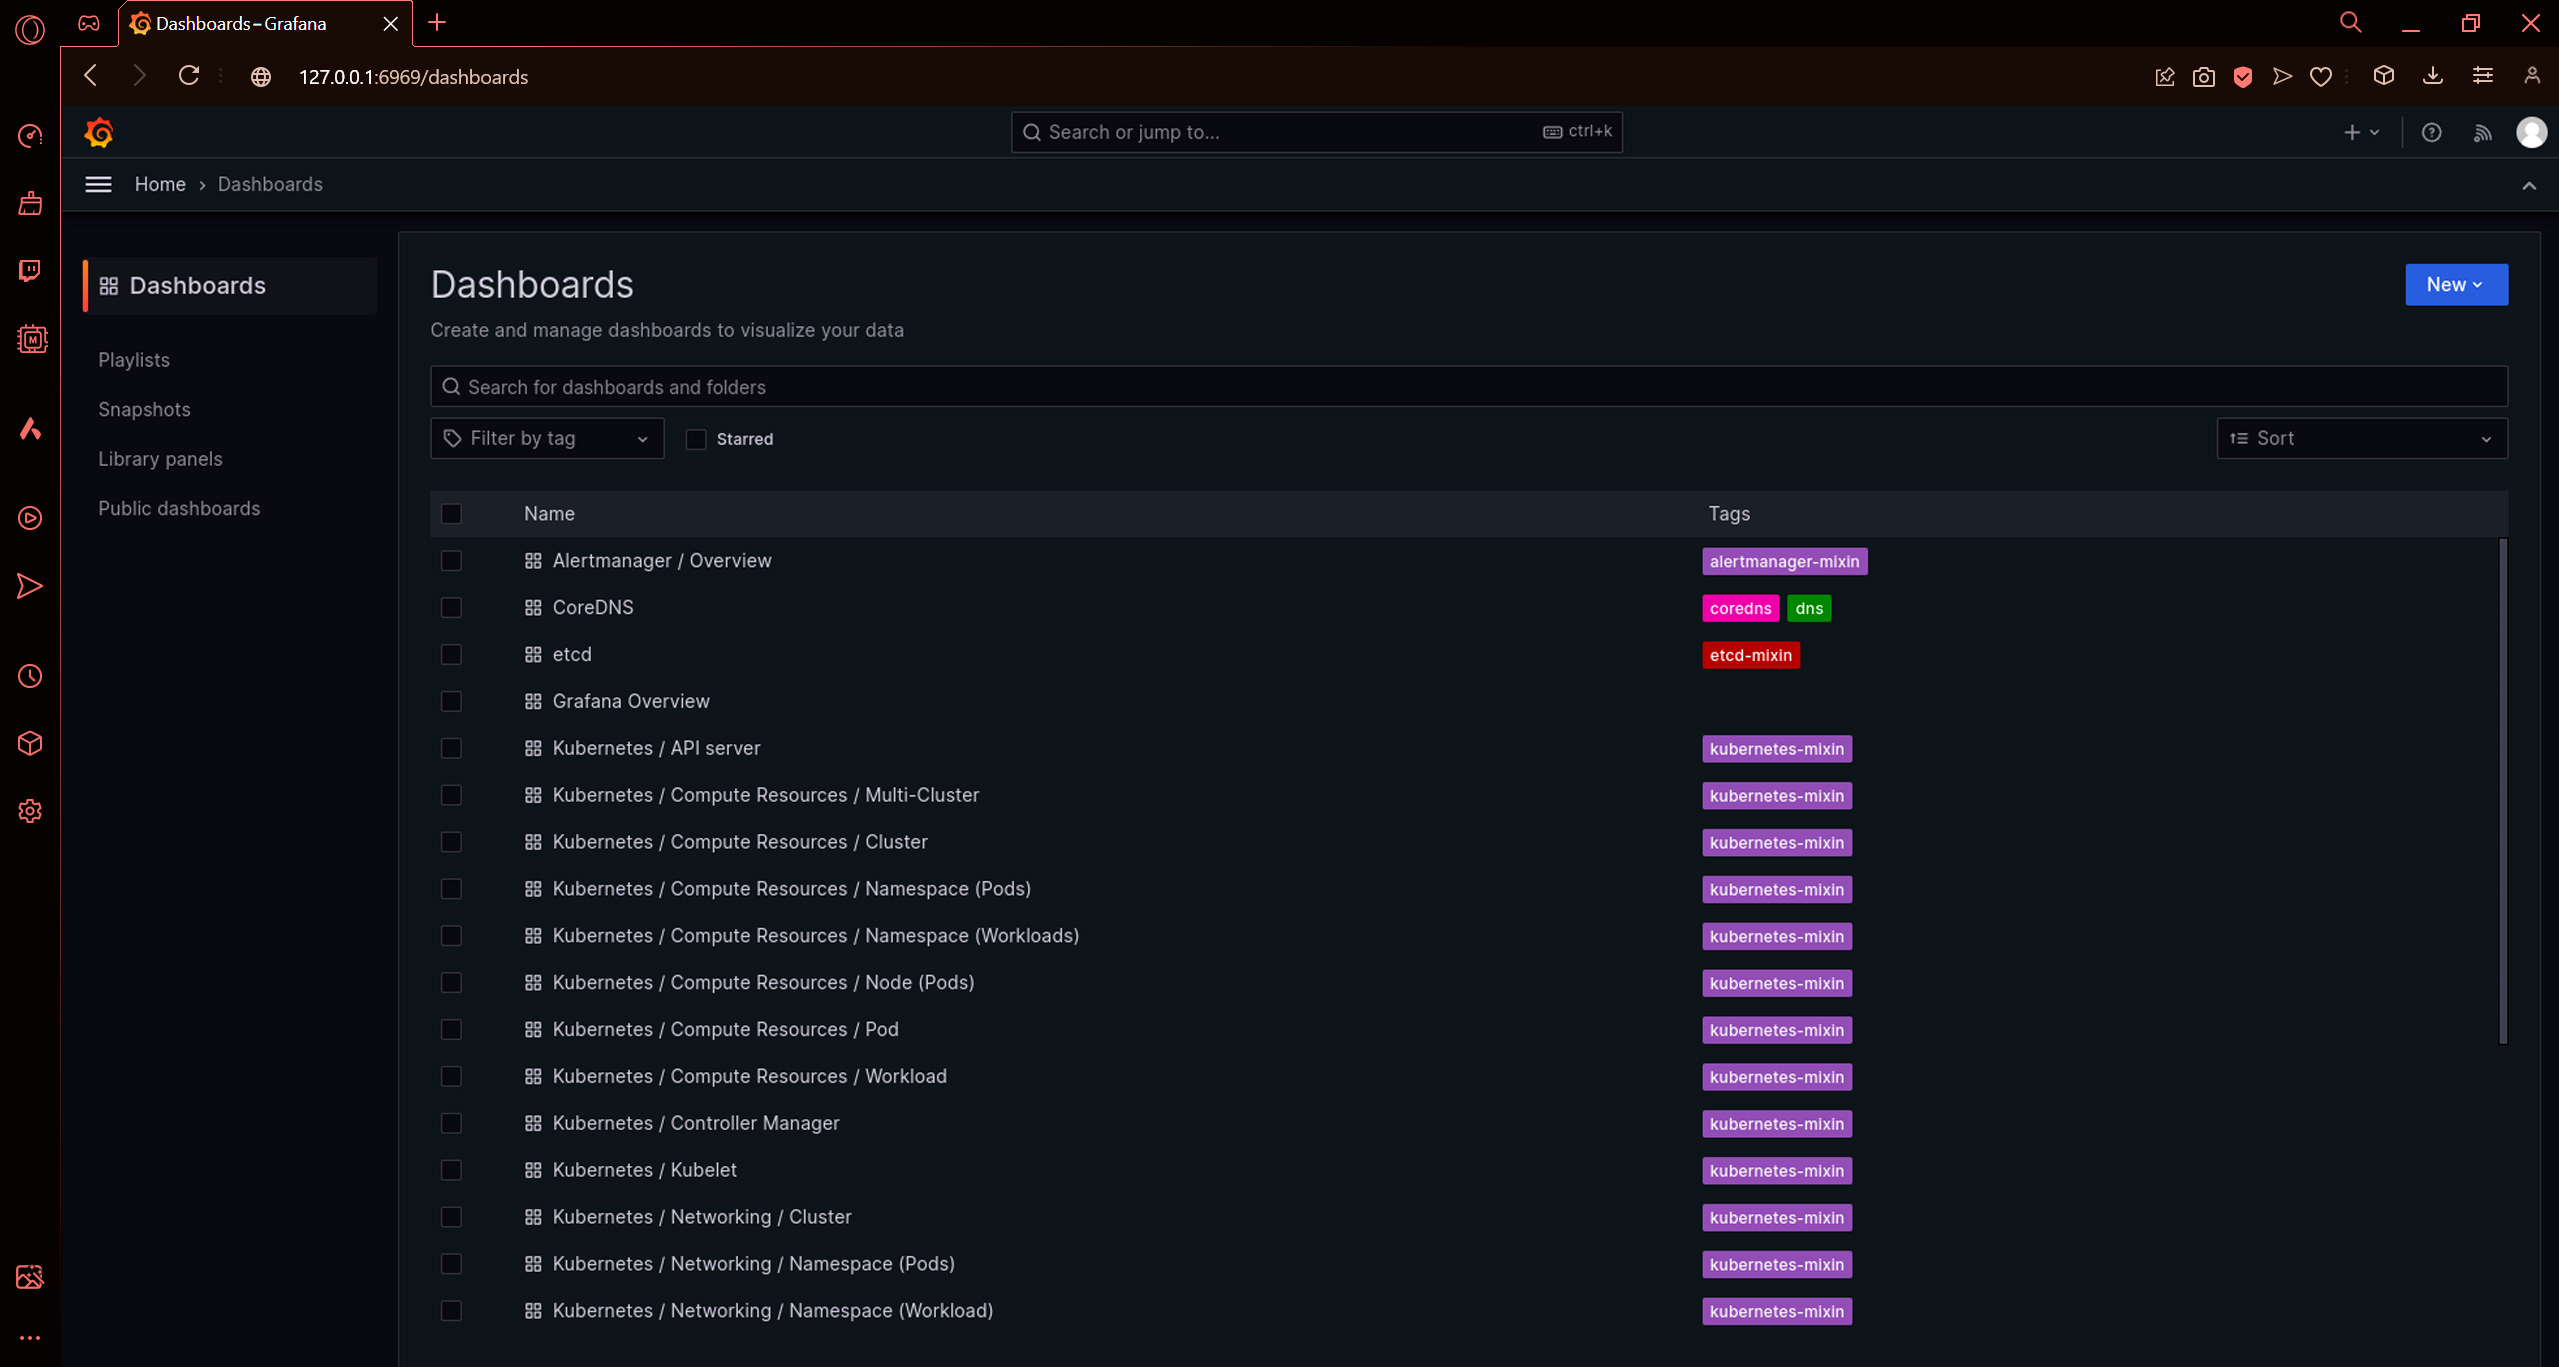 Dashboards – Grafana
127.0.0.1:6969/dashboards
Search or jump to...
ctrl+k
Home › Dashboards
Dashboards
Playlists
Snapshots
Library panels
Public dashboards
Dashboards
New
Create and manage dashboards to visualize your data
Search for dashboards and folders
Filter by tag
Starred
Sort
Name Tags
Alertmanager / Overview alertmanager-mixin
CoreDNS coredns dns
etcd etcd-mixin
Grafana Overview
Kubernetes / API server kubernetes-mixin
Kubernetes / Compute Resources / Multi-Cluster kubernetes-mixin
Kubernetes / Compute Resources / Cluster kubernetes-mixin
Kubernetes / Compute Resources / Namespace (Pods) kubernetes-mixin
Kubernetes / Compute Resources / Namespace (Workloads) kubernetes-mixin
Kubernetes / Compute Resources / Node (Pods) kubernetes-mixin
Kubernetes / Compute Resources / Pod kubernetes-mixin
Kubernetes / Compute Resources / Workload kubernetes-mixin
Kubernetes / Controller Manager kubernetes-mixin
Kubernetes / Kubelet kubernetes-mixin
Kubernetes / Networking / Cluster kubernetes-mixin
Kubernetes / Networking / Namespace (Pods) kubernetes-mixin
Kubernetes / Networking / Namespace (Workload) kubernetes-mixin